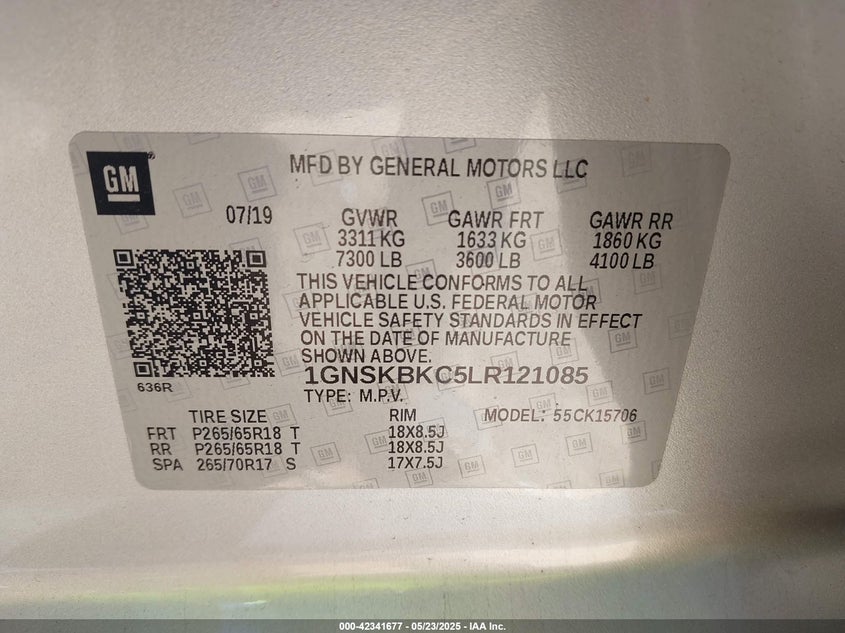 GM
MFD BY GENERAL MOTORS LLC
07/19 GVWR GAWR FRT GAWR RR
3311 KG 1633 KG 1860 KG
7300 LB 3600 LB 4100 LB
THIS VEHICLE CONFORMS TO ALL
APPLICABLE U.S. FEDERAL MOTOR
VEHICLE SAFETY STANDARDS IN EFFECT
ON THE DATE OF MANUFACTURE
SHOWN ABOVE.
636R
1GNSKBKC5LR121085
TYPE: M.P.V.
TIRE SIZE RIM MODEL: 55CK15706
FRT P265/65R18 T 18X8.5J
RR P265/65R18 T 18X8.5J
SPA 265/70R17 S 17X7.5J
000-42341677 - 05/23/2025 - IAA Inc.